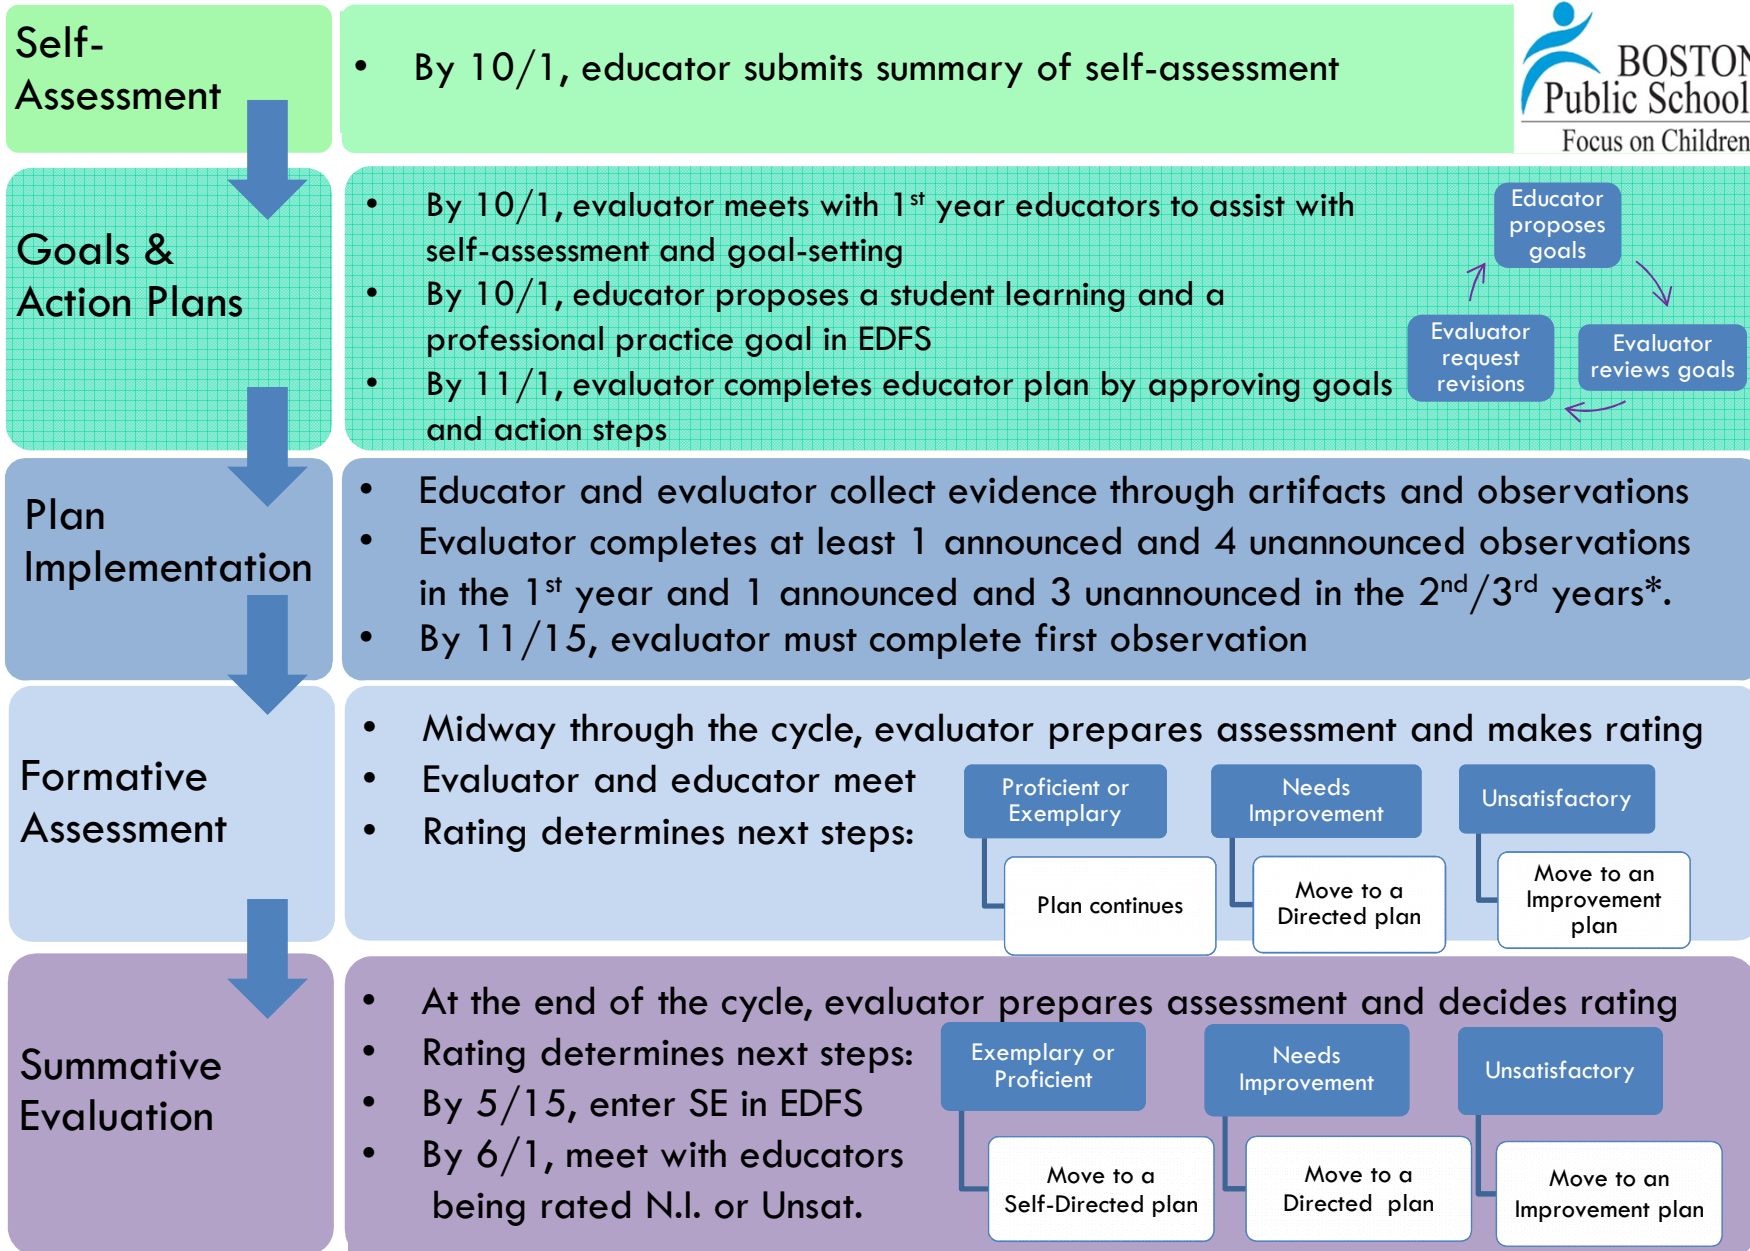 Self-
Assessment
• By 10/1, educator submits summary of self-assessment
BOSTON
Public School
Focus on Children
Goals &
Action Plans
• By 10/1, evaluator meets with 1st year educators to assist with
self-assessment and goal-setting
• By 10/1, educator proposes a student learning and a
professional practice goal in EDFS
• By 11/1, evaluator completes educator plan by approving goals
and action steps
Educator
proposes
goals
Evaluator
reviews goals
Evaluator
request
revisions
Plan
Implementation
• Educator and evaluator collect evidence through artifacts and observations
• Evaluator completes at least 1 announced and 4 unannounced observations
in the 1st year and 1 announced and 3 unannounced in the 2nd/3rd years*.
• By 11/15, evaluator must complete first observation
Formative
Assessment
• Midway through the cycle, evaluator prepares assessment and makes rating
• Evaluator and educator meet
• Rating determines next steps:
Proficient or
Exemplary
Plan continues
Needs
Improvement
Move to a
Directed plan
Unsatisfactory
Move to an
Improvement
plan
Summative
Evaluation
• At the end of the cycle, evaluator prepares assessment and decides rating
• Rating determines next steps:
• By 5/15, enter SE in EDFS
• By 6/1, meet with educators
being rated N.I. or Unsat.
Exemplary or
Proficient
Move to a
Self-Directed plan
Needs
Improvement
Move to a
Directed plan
Unsatisfactory
Move to an
Improvement plan